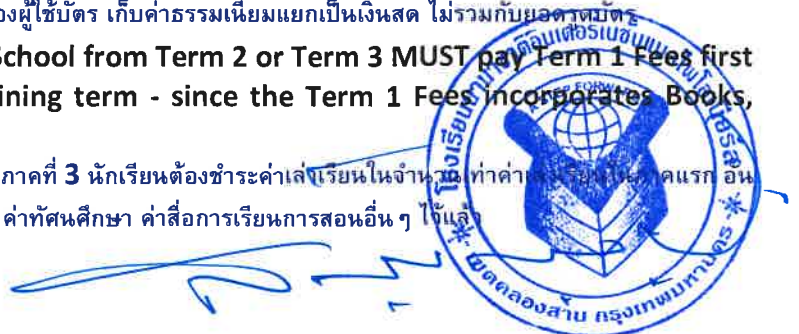 องผู้ใช้บัตร เก็บค่าธรรมเนียมแยกเป็นเงินสด ไม่รวมกับยอดรูดบัตร
School from Term 2 or Term 3 MUST pay Term 1 Fees first
ining term - since the Term 1 Fees incorporates Books,
ภาคที่ 3 นักเรียนต้องชำระค่าเล่าเรียนในจำนวนเท่าค่าเล่าเรียนในภาคแรก อัน
ค่าทัศนศึกษา ค่าสื่อการเรียนการสอนอื่น ๆ ไว้แล้ว
A STEP FORWARD
เขตคลองสาน กรุงเทพมหานคร